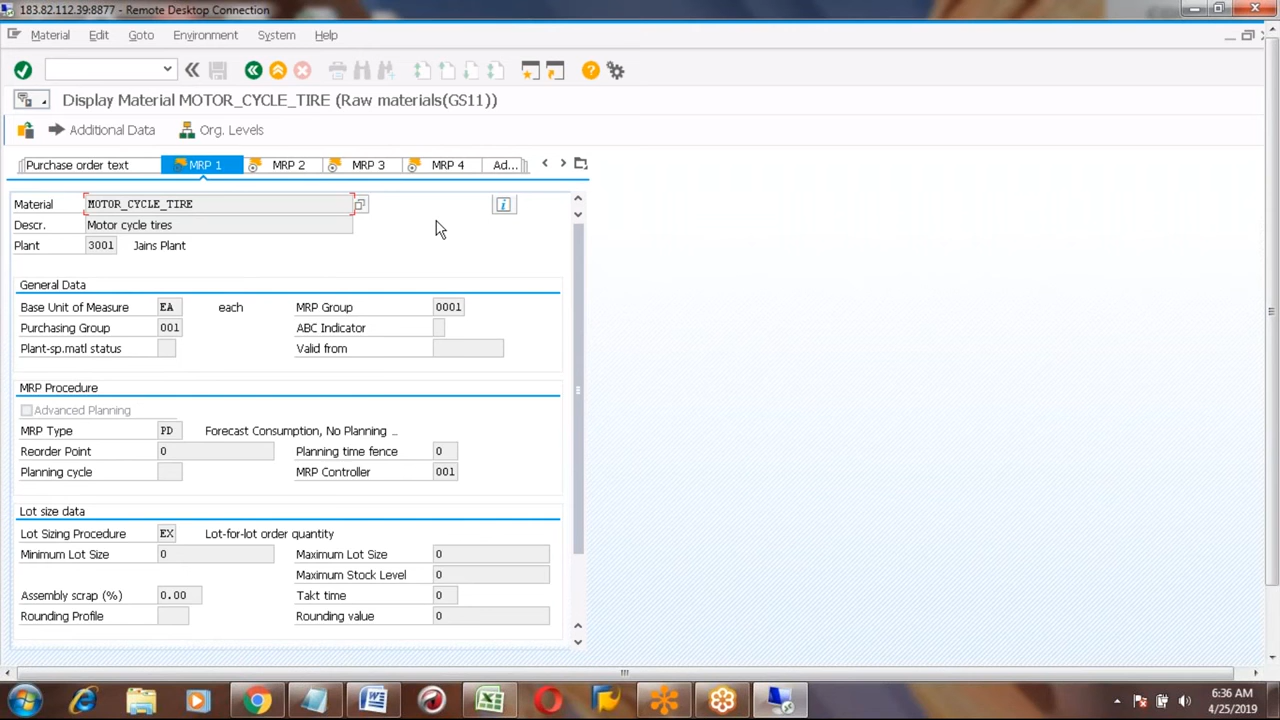 183.82.112.39:8877 - Remote Desktop Connection
Material Edit Goto Environment System Help
Display Material MOTOR_CYCLE_TIRE (Raw materials(GS11))
Additional Data Org. Levels
Purchase order text MRP 1 MRP 2 MRP 3 MRP 4 Ad...
Material MOTOR_CYCLE_TIRE
Descr. Motor cycle tires
Plant 3001 Jains Plant
General Data
Base Unit of Measure EA each MRP Group 0001
Purchasing Group 001 ABC Indicator
Plant-sp.matl status Valid from
MRP Procedure
Advanced Planning
MRP Type PD Forecast Consumption, No Planning ...
Reorder Point 0 Planning time fence 0
Planning cycle MRP Controller 001
Lot size data
Lot Sizing Procedure EX Lot-for-lot order quantity
Minimum Lot Size 0 Maximum Lot Size 0
Maximum Stock Level 0
Assembly scrap (%) 0.00 Takt time 0
Rounding Profile Rounding value 0
6:36 AM
4/25/2019